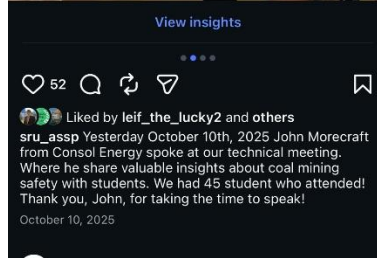 View insights
52
Liked by leif_the_lucky2 and others
sru_assp Yesterday October 10th, 2025 John Morecraft
from Consol Energy spoke at our technical meeting.
Where he share valuable insights about coal mining
safety with students. We had 45 student who attended!
Thank you, John, for taking the time to speak!
October 10, 2025